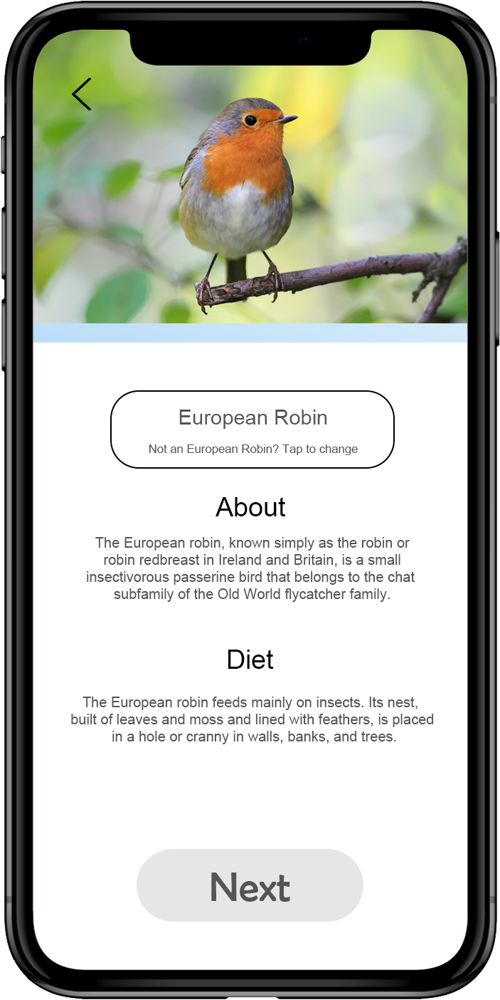 European Robin
Not an European Robin? Tap to change
About
The European robin, known simply as the robin or
robin redbreast in Ireland and Britain, is a small
insectivorous passerine bird that belongs to the chat
subfamily of the Old World flycatcher family.
Diet
The European robin feeds mainly on insects. Its nest,
built of leaves and moss and lined with feathers, is placed
in a hole or cranny in walls, banks, and trees.
Next